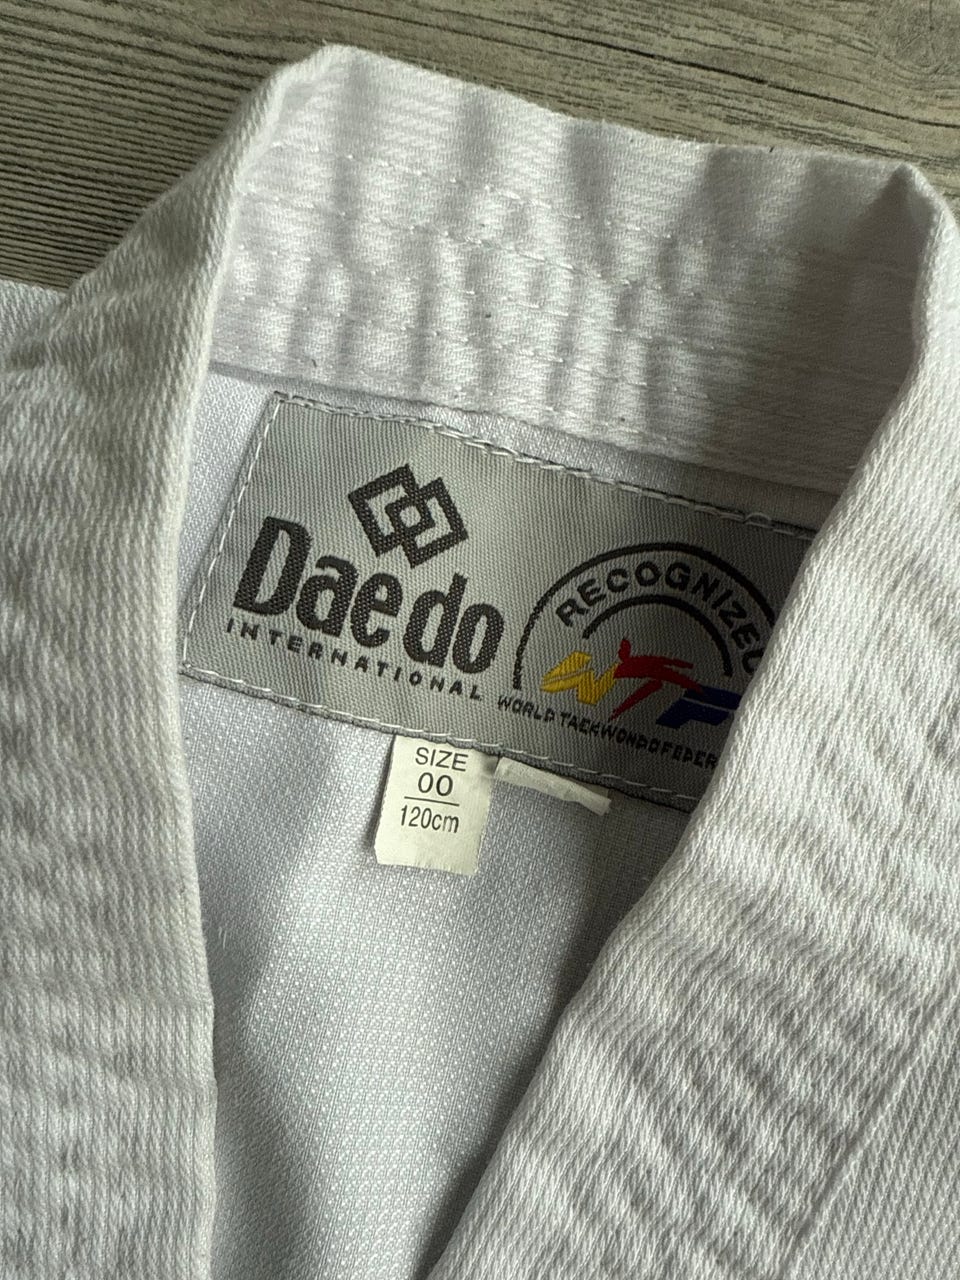 Daedo
INTERNATIONAL
RECOGNIZED
WTF
WORLD TAEKWONDO FEDER
SIZE
00
120cm